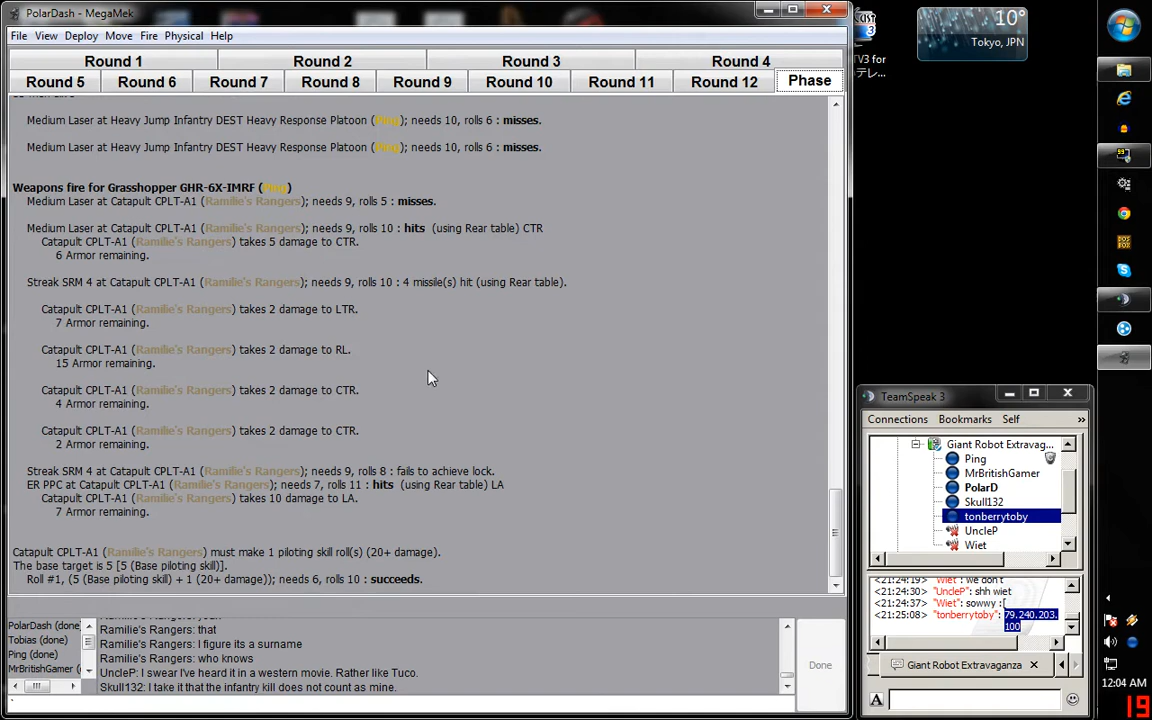 PolarDash - MegaMek
File View Deploy Move Fire Physical Help
Round 1 Round 2 Round 3 Round 4
Round 5 Round 6 Round 7 Round 8 Round 9 Round 10 Round 11 Round 12 Phase
Medium Laser at Heavy Jump Infantry DEST Heavy Response Platoon (Ping); needs 10, rolls 6 : misses.
Medium Laser at Heavy Jump Infantry DEST Heavy Response Platoon (Ping); needs 10, rolls 6 : misses.
Weapons fire for Grasshopper GHR-6X-IMRF (Ping)
Medium Laser at Catapult CPLT-A1 (Ramilie's Rangers); needs 9, rolls 5 : misses.
Medium Laser at Catapult CPLT-A1 (Ramilie's Rangers); needs 9, rolls 10 : hits (using Rear table) CTR
Catapult CPLT-A1 (Ramilie's Rangers) takes 5 damage to CTR.
6 Armor remaining.
Streak SRM 4 at Catapult CPLT-A1 (Ramilie's Rangers); needs 9, rolls 10 : 4 missile(s) hit (using Rear table).
Catapult CPLT-A1 (Ramilie's Rangers) takes 2 damage to LTR.
7 Armor remaining.
Catapult CPLT-A1 (Ramilie's Rangers) takes 2 damage to RL.
15 Armor remaining.
Catapult CPLT-A1 (Ramilie's Rangers) takes 2 damage to CTR.
4 Armor remaining.
Catapult CPLT-A1 (Ramilie's Rangers) takes 2 damage to CTR.
2 Armor remaining.
Streak SRM 4 at Catapult CPLT-A1 (Ramilie's Rangers); needs 9, rolls 8 : fails to achieve lock.
ER PPC at Catapult CPLT-A1 (Ramilie's Rangers); needs 7, rolls 11 : hits (using Rear table) LA
Catapult CPLT-A1 (Ramilie's Rangers) takes 10 damage to LA.
7 Armor remaining.
Catapult CPLT-A1 (Ramilie's Rangers) must make 1 piloting skill roll(s) (20+ damage).
The base target is 5 [5 (Base piloting skill)].
Roll #1, (5 (Base piloting skill) + 1 (20+ damage)); needs 6, rolls 10 : succeeds.
PolarDash (done)
Tobias (done)
Ping (done)
MrBritishGamer (
Ramilie's Rangers: that
Ramilie's Rangers: I figure its a surname
Ramilie's Rangers: who knows
UncleP: I swear I've heard it in a western movie. Rather like Tuco.
Skull132: I take it that the infantry kill does not count as mine.
Done
3
TV3 for
レテ...
10°
Tokyo, JPN
TeamSpeak 3
Connections Bookmarks Self »
Giant Robot Extravag...
Ping
MrBritishGamer
PolarD
Skull132
tonberrytoby
UncleP
Wiet
<21:24:19> "Wiet": we don't
<21:24:30> "UncleP": shh wiet
<21:24:37> "Wiet": sowwy :[
<21:25:08> "tonberrytoby": 79.240.203.
100
Giant Robot Extravaganza
A
12:04 AM
19